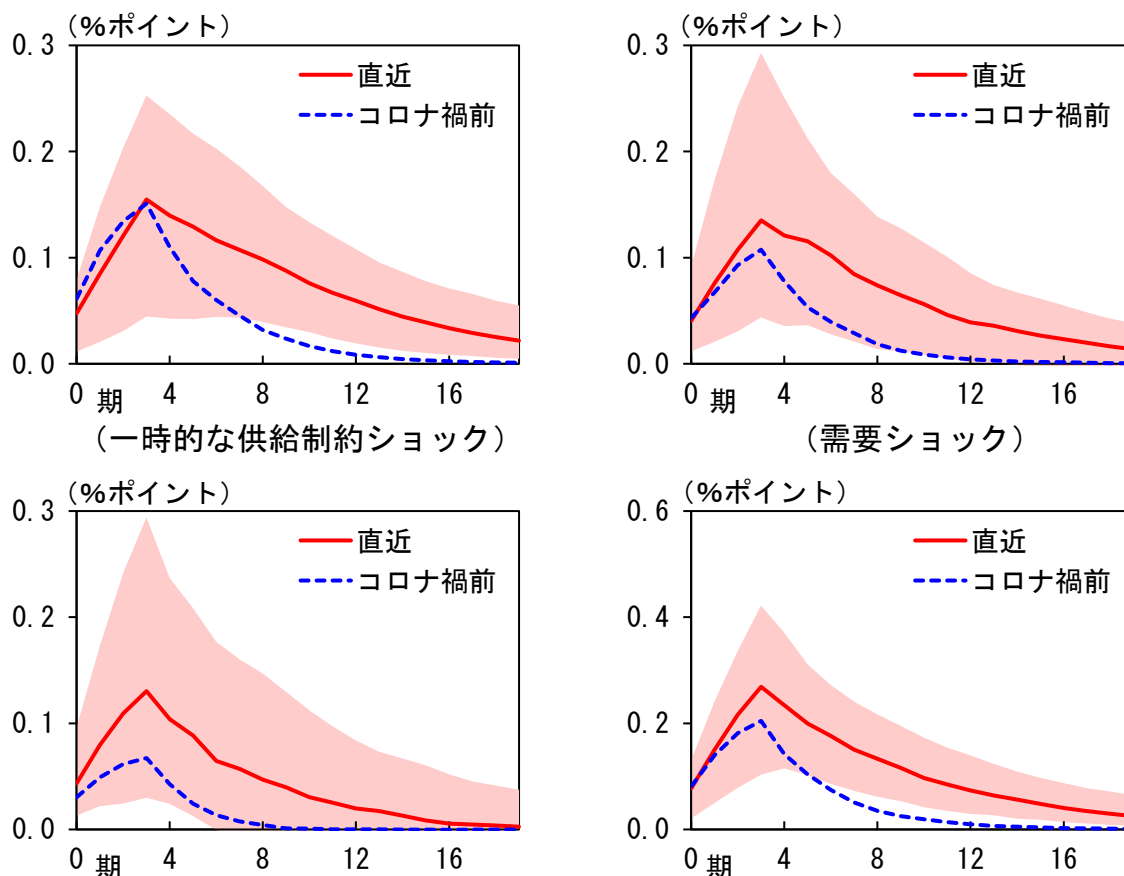 （%ポイント）
0.3
0.2
0.1
0.0
直近
コロナ禍前
0 期 4 8 12 16
（%ポイント）
0.3
0.2
0.1
0.0
直近
コロナ禍前
0 期 4 8 12 16
（一時的な供給制約ショック）
（%ポイント）
0.3
0.2
0.1
0.0
直近
コロナ禍前
0 期 4 8 12 16
（需要ショック）
（%ポイント）
0.6
0.4
0.2
0.0
直近
コロナ禍前
0 期 4 8 12 16